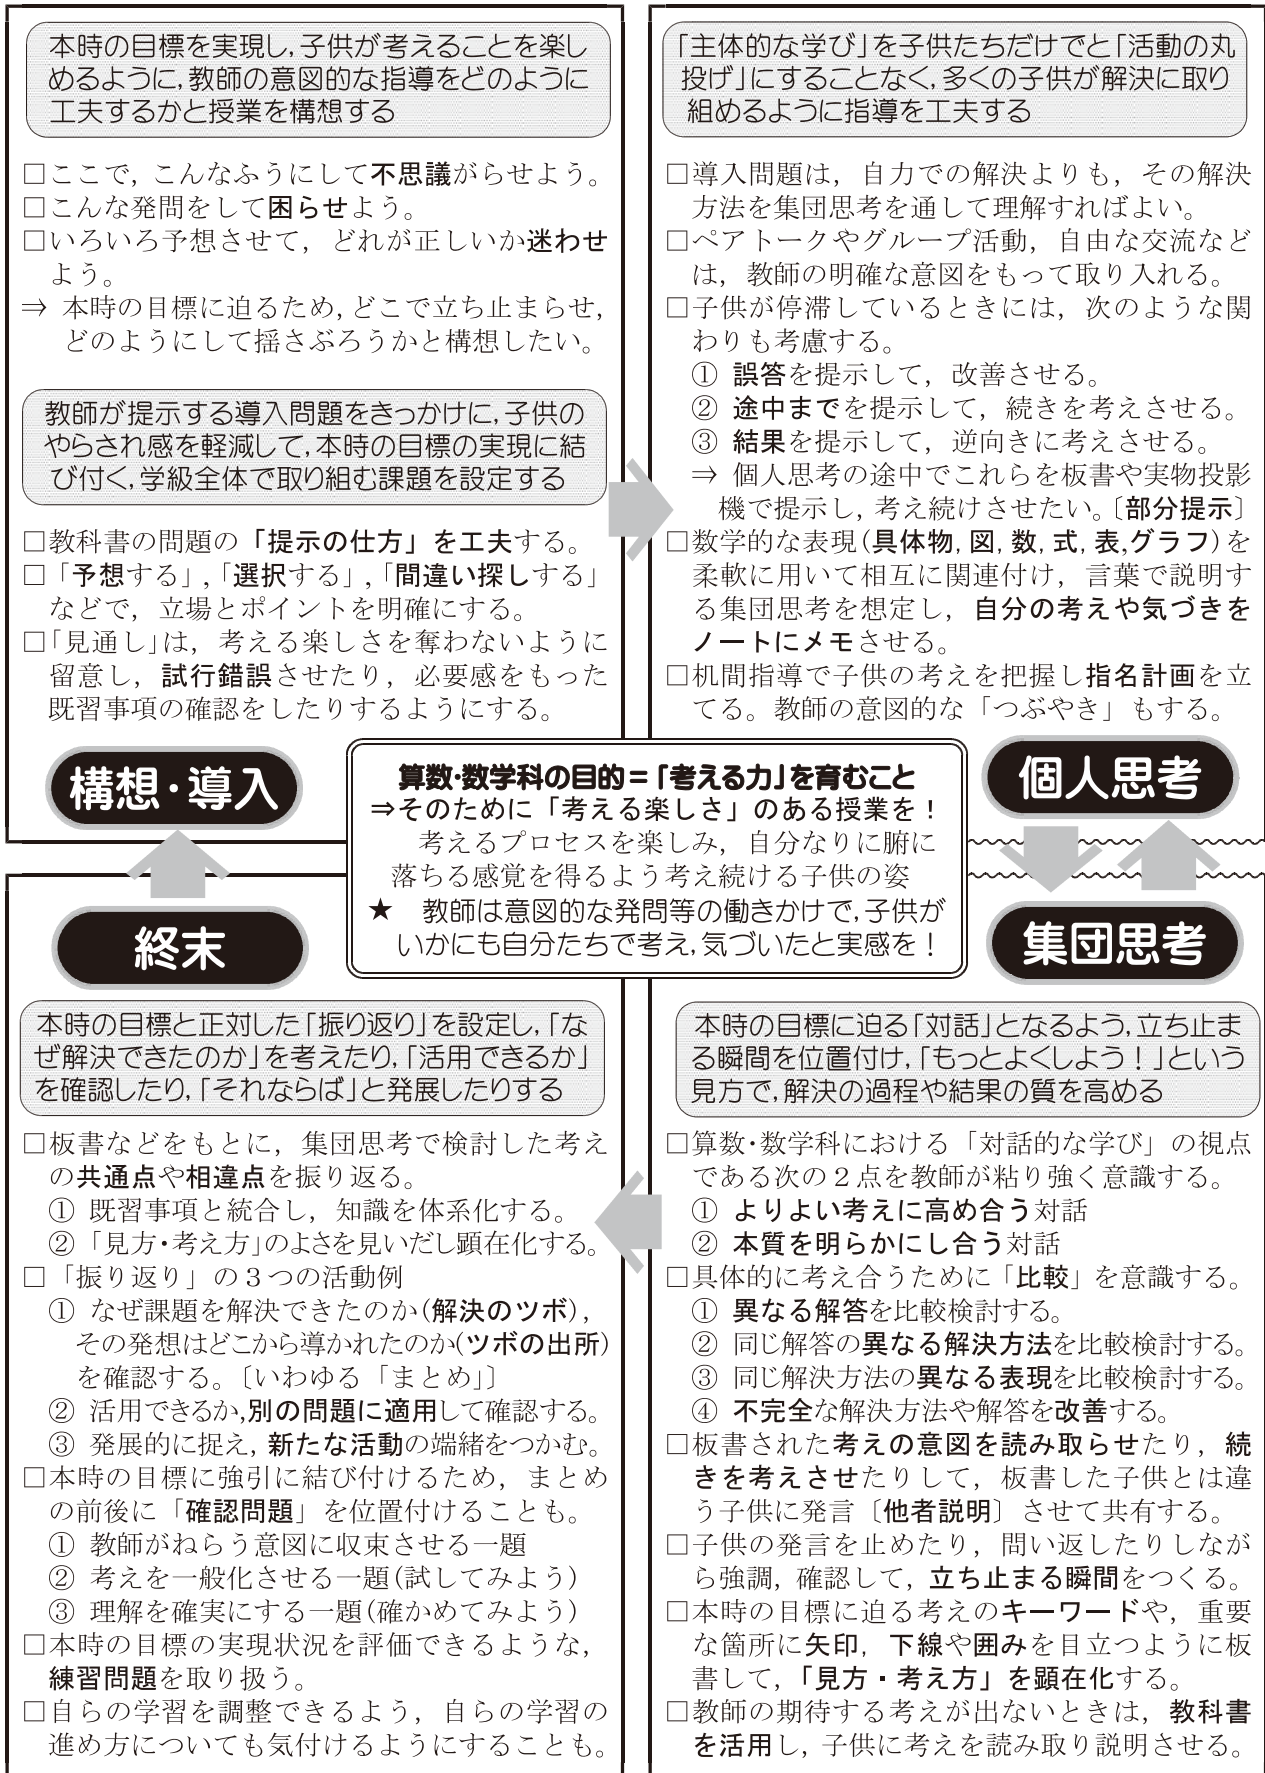 本時の目標を実現し,子供が考えることを楽し
めるように,教師の意図的な指導をどのように
工夫するかと授業を構想する
□ここで，こんなふうにして不思議がらせよう。
□こんな発問をして困らせよう。
□いろいろ予想させて，どれが正しいか迷わせ
よう。
⇒ 本時の目標に迫るため,どこで立ち止まらせ,
どのようにして揺さぶろうかと構想したい。
教師が提示する導入問題をきっかけに,子供の
やらされ感を軽減して,本時の目標の実現に結
び付く,学級全体で取り組む課題を設定する
□教科書の問題の「提示の仕方」を工夫する。
□「予想する」,「選択する」,「間違い探しする」
などで，立場とポイントを明確にする。
□「見通し」は，考える楽しさを奪わないように
留意し，試行錯誤させたり，必要感をもった
既習事項の確認をしたりするようにする。
構想・導入
「主体的な学び」を子供たちだけでと「活動の丸
投げ」にすることなく,多くの子供が解決に取り
組めるように指導を工夫する
□導入問題は，自力での解決よりも，その解決
方法を集団思考を通して理解すればよい。
□ペアトークやグループ活動，自由な交流など
は，教師の明確な意図をもって取り入れる。
□子供が停滞しているときには，次のような関
わりも考慮する。
① 誤答を提示して，改善させる。
② 途中までを提示して，続きを考えさせる。
③ 結果を提示して，逆向きに考えさせる。
⇒ 個人思考の途中でこれらを板書や実物投影
機で提示し,考え続けさせたい。〔部分提示〕
□数学的な表現(具体物,図,数,式,表,グラフ)を
柔軟に用いて相互に関連付け，言葉で説明す
る集団思考を想定し，自分の考えや気づきを
ノートにメモさせる。
□机間指導で子供の考えを把握し指名計画を立
てる。教師の意図的な「つぶやき」もする。
個人思考
算数・数学科の目的＝「考える力」を育むこと
⇒そのために「考える楽しさ」のある授業を！
考えるプロセスを楽しみ，自分なりに腑に
落ちる感覚を得るよう考え続ける子供の姿
★ 教師は意図的な発問等の働きかけで,子供が
いかにも自分たちで考え,気づいたと実感を！
集団思考
本時の目標に迫る「対話」となるよう,立ち止ま
る瞬間を位置付け,「もっとよくしよう！」という
見方で,解決の過程や結果の質を高める
□算数・数学科における「対話的な学び」の視点
である次の２点を教師が粘り強く意識する。
① よりよい考えに高め合う対話
② 本質を明らかにし合う対話
□具体的に考え合うために「比較」を意識する。
① 異なる解答を比較検討する。
② 同じ解答の異なる解決方法を比較検討する。
③ 同じ解決方法の異なる表現を比較検討する。
④ 不完全な解決方法や解答を改善する。
□板書された考えの意図を読み取らせたり，続
きを考えさせたりして，板書した子供とは違
う子供に発言〔他者説明〕させて共有する。
□子供の発言を止めたり，問い返したりしなが
ら強調，確認して，立ち止まる瞬間をつくる。
□本時の目標に迫る考えのキーワードや，重要
な箇所に矢印，下線や囲みを目立つように板
書して，「見方・考え方」を顕在化する。
□教師の期待する考えが出ないときは，教科書
を活用し,子供に考えを読み取り説明させる。
終末
本時の目標と正対した「振り返り」を設定し,「な
ぜ解決できたのか」を考えたり,「活用できるか」
を確認したり,「それならば」と発展したりする
□板書などをもとに，集団思考で検討した考え
の共通点や相違点を振り返る。
① 既習事項と統合し，知識を体系化する。
②「見方・考え方」のよさを見いだし顕在化する。
□「振り返り」の３つの活動例
① なぜ課題を解決できたのか(解決のツボ)，
その発想はどこから導かれたのか(ツボの出所)
を確認する。〔いわゆる「まとめ」〕
② 活用できるか,別の問題に適用して確認する。
③ 発展的に捉え,新たな活動の端緒をつかむ。
□本時の目標に強引に結び付けるため，まとめ
の前後に「確認問題」を位置付けることも。
① 教師がねらう意図に収束させる一題
② 考えを一般化させる一題(試してみよう)
③ 理解を確実にする一題(確かめてみよう)
□本時の目標の実現状況を評価できるような，
練習問題を取り扱う。
□自らの学習を調整できるよう，自らの学習の
進め方についても気付けるようにすることも。